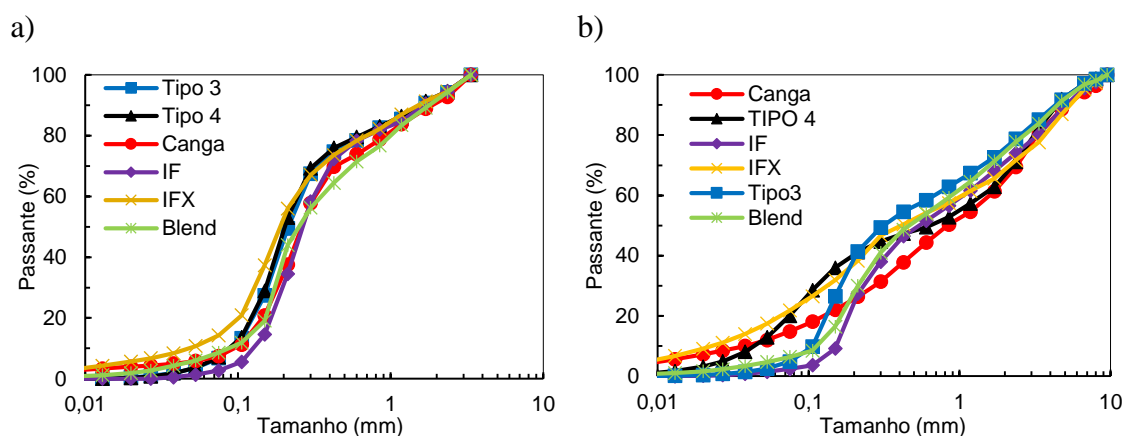 a)
b)
100
80
60
40
20
0
Passante (%)
Tipo 3
Tipo 4
Canga
IF
IFX
Blend
0,01
0,1
1
10
Tamanho (mm)
100
80
60
40
20
0
Passante (%)
Canga
TIPO 4
IF
IFX
Tipo3
Blend
0,01
0,1
1
10
Tamanho (mm)